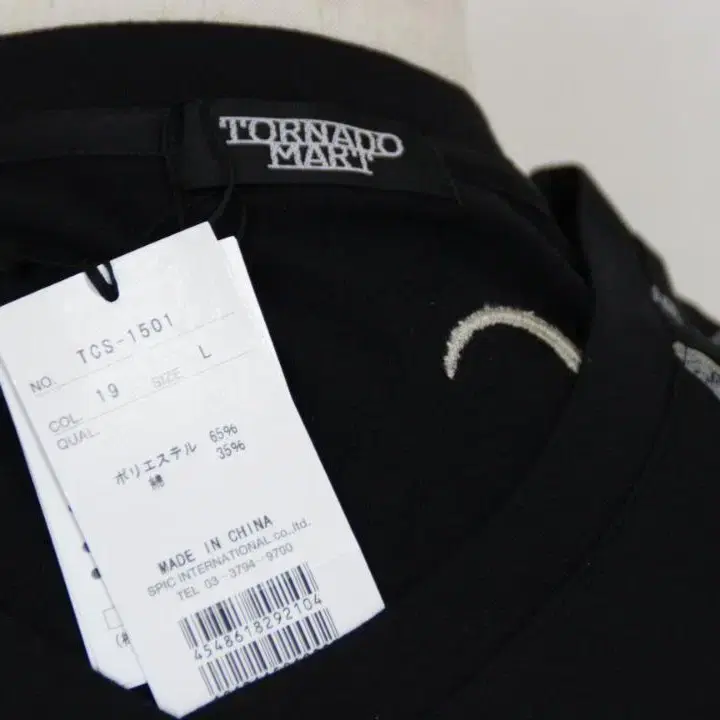 TORNADO
MART
NO. TCS-1501
COL. 19 SIZE L
QUAL.
ポリエステル 65%
綿 35%
MADE IN CHINA
SPIC INTERNATIONAL co.,ltd.
TEL 03-3794-9700
4548618292104